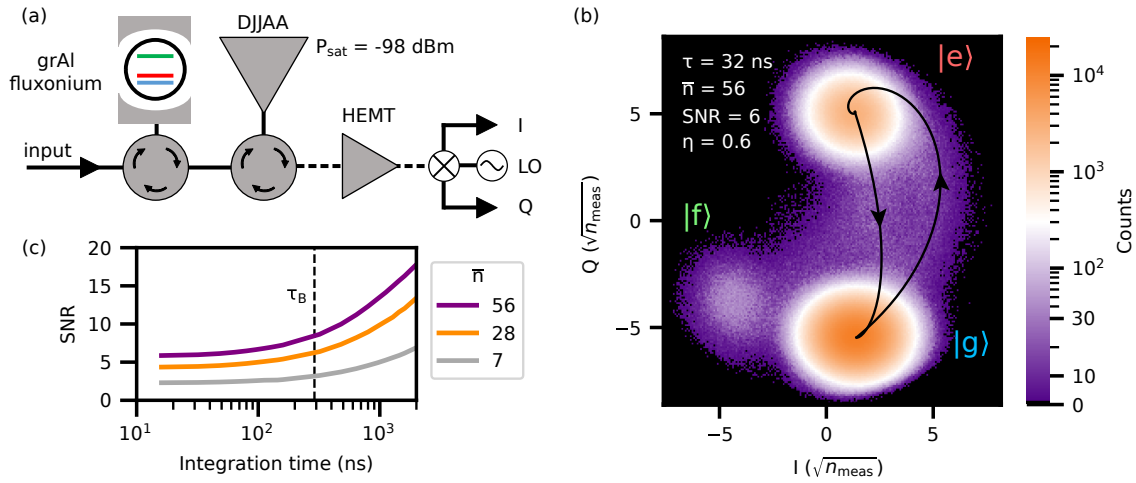 (a)
DJJAA
P_sat = -98 dBm
grAl
fluxonium
HEMT
input
I
LO
Q
(b)
τ = 32 ns
n̅ = 56
SNR = 6
η = 0.6
|e⟩
|f⟩
|g⟩
5
0
−5
Q (√n_meas)
−5
0
5
I (√n_meas)
10^4
10^3
10^2
30
10
0
Counts
(c)
20
15
10
5
0
SNR
τ_B
10^1
10^2
10^3
Integration time (ns)
n̅
56
28
7